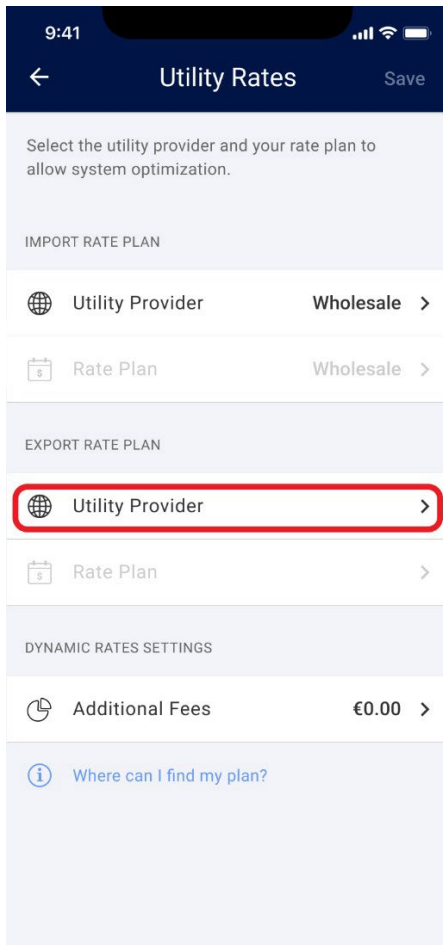 9:41
Utility Rates
Save
Select the utility provider and your rate plan to
allow system optimization.
IMPORT RATE PLAN
Utility Provider Wholesale
$ Rate Plan Wholesale
EXPORT RATE PLAN
Utility Provider
$ Rate Plan
DYNAMIC RATES SETTINGS
Additional Fees €0.00
i Where can I find my plan?